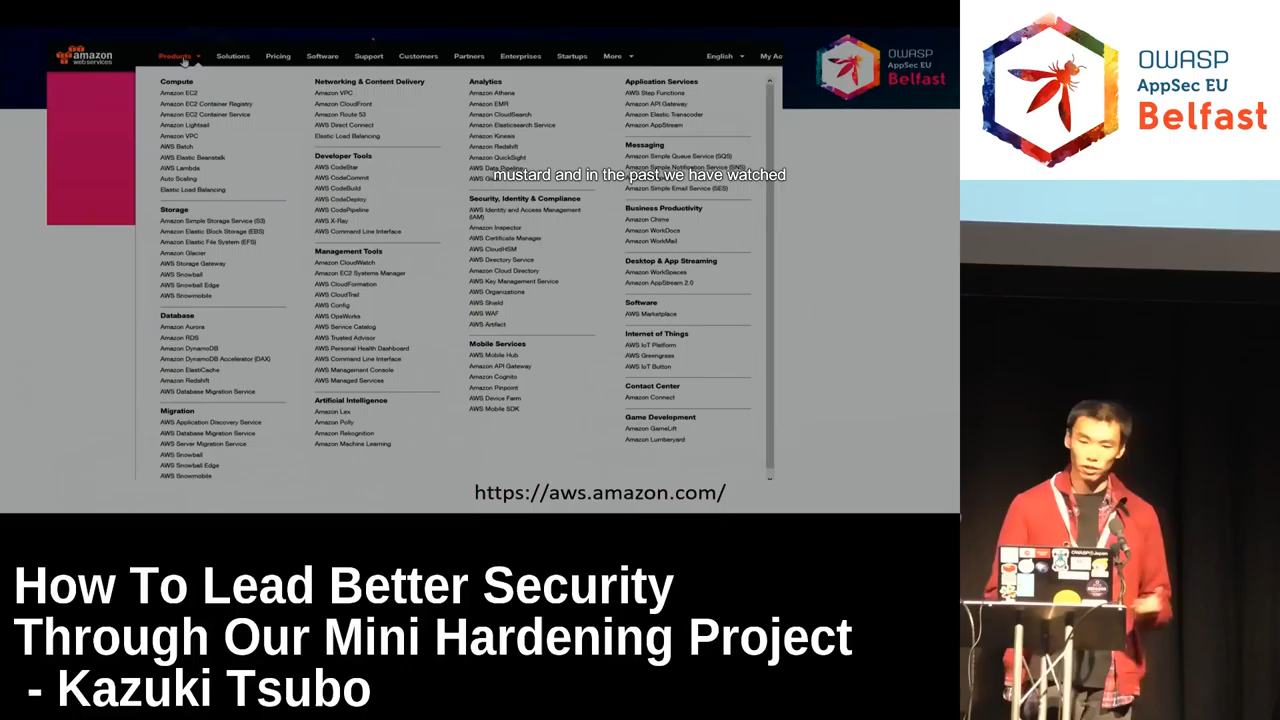 amazon
webservices
Products
Solutions
Pricing
Software
Support
Customers
Partners
Enterprises
Startups
More
English
My Ac
OWASP
AppSec EU
Belfast
Compute
Amazon EC2
Amazon EC2 Container Registry
Amazon EC2 Container Service
Amazon Lightsail
Amazon VPC
AWS Batch
AWS Elastic Beanstalk
AWS Lambda
Auto Scaling
Elastic Load Balancing
Storage
Amazon Simple Storage Service (S3)
Amazon Elastic Block Storage (EBS)
Amazon Elastic File System (EFS)
Amazon Glacier
AWS Storage Gateway
AWS Snowball
AWS Snowball Edge
AWS Snowmobile
Database
Amazon Aurora
Amazon RDS
Amazon DynamoDB
Amazon DynamoDB Accelerator (DAX)
Amazon ElastiCache
Amazon Redshift
AWS Database Migration Service
Migration
AWS Application Discovery Service
AWS Database Migration Service
AWS Server Migration Service
AWS Snowball
AWS Snowball Edge
AWS Snowmobile
Networking & Content Delivery
Amazon VPC
Amazon CloudFront
Amazon Route 53
AWS Direct Connect
Elastic Load Balancing
Developer Tools
AWS CodeStar
AWS CodeCommit
AWS CodeBuild
AWS CodeDeploy
AWS CodePipeline
AWS X-Ray
AWS Command Line Interface
Management Tools
Amazon CloudWatch
Amazon EC2 Systems Manager
AWS CloudFormation
AWS CloudTrail
AWS Config
AWS OpsWorks
AWS Service Catalog
AWS Trusted Advisor
AWS Personal Health Dashboard
AWS Command Line Interface
AWS Management Console
AWS Managed Services
Artificial Intelligence
Amazon Lex
Amazon Polly
Amazon Rekognition
Amazon Machine Learning
Analytics
Amazon Athena
Amazon EMR
Amazon CloudSearch
Amazon Elasticsearch Service
Amazon Kinesis
Amazon Redshift
Amazon QuickSight
AWS Data Pipeline
AWS
Security, Identity & Compliance
AWS Identity and Access Management
(IAM)
Amazon Inspector
AWS Certificate Manager
AWS CloudHSM
AWS Directory Service
Amazon Cloud Directory
AWS Key Management Service
AWS Organizations
AWS Shield
AWS WAF
AWS Artifact
Mobile Services
AWS Mobile Hub
Amazon API Gateway
Amazon Cognito
Amazon Pinpoint
AWS Device Farm
AWS Mobile SDK
Application Services
AWS Step Functions
Amazon API Gateway
Amazon Elastic Transcoder
Amazon AppStream
Messaging
Amazon Simple Queue Service (SQS)
Amazon Simple Notification Service (SNS)
Amazon Simple Email Service (SES)
Business Productivity
Amazon Chime
Amazon WorkDocs
Amazon WorkMail
Desktop & App Streaming
Amazon WorkSpaces
Amazon AppStream 2.0
Software
AWS Marketplace
Internet of Things
AWS IoT Platform
AWS Greengrass
AWS IoT Button
Contact Center
Amazon Connect
Game Development
Amazon GameLift
Amazon Lumberyard
mustard and in the past we have watched
https://aws.amazon.com/
How To Lead Better Security
Through Our Mini Hardening Project
- Kazuki Tsubo
OWASP
AppSec EU
Belfast
OWASP Japan